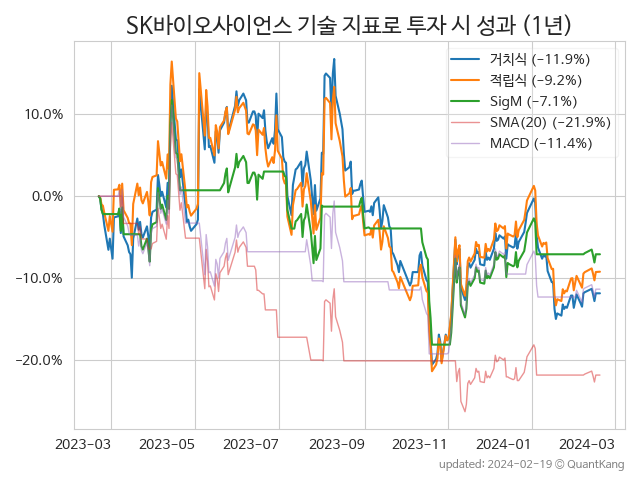 SK바이오사이언스 기술 지표로 투자 시 성과 (1년)
거치식 (−11.9%)
적립식 (−9.2%)
SigM (−7.1%)
SMA(20) (−21.9%)
MACD (−11.4%)
10.0%
0.0%
−10.0%
−20.0%
2023-03 2023-05 2023-07 2023-09 2023-11 2024-01 2024-03
updated: 2024-02-19 © QuantKang